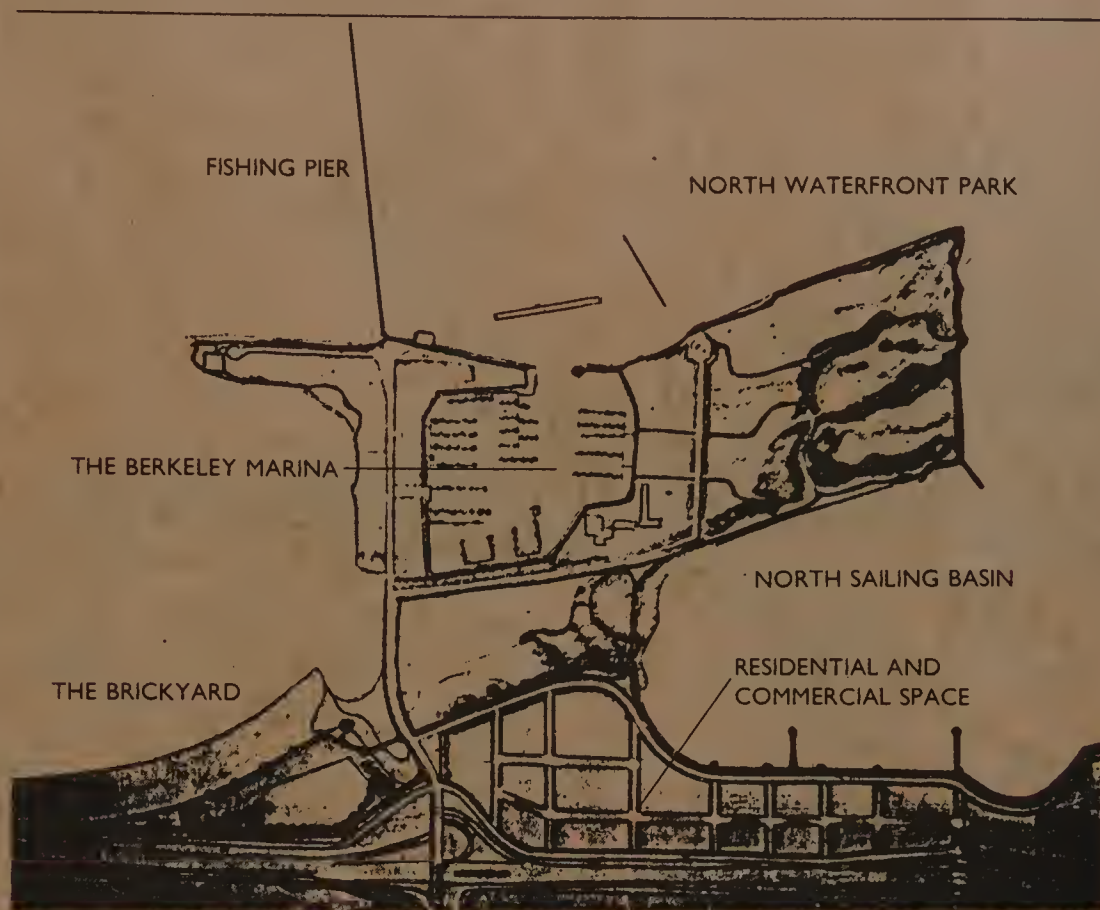 FISHING PIER
NORTH WATERFRONT PARK
THE BERKELEY MARINA
NORTH SAILING BASIN
THE BRICKYARD
RESIDENTIAL AND
COMMERCIAL SPACE